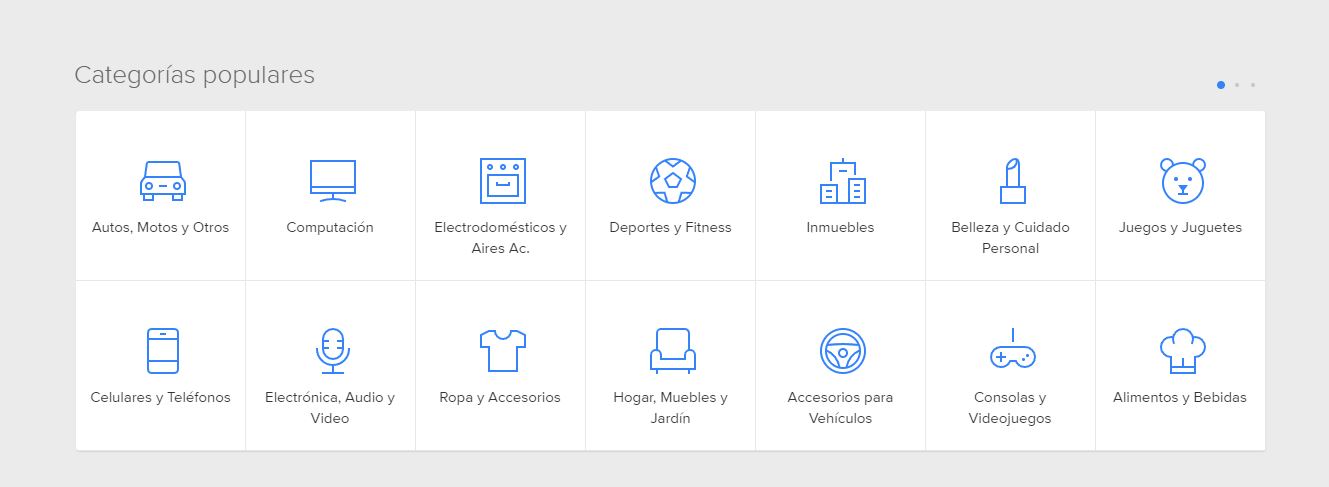 Categorías populares
Autos, Motos y Otros
Computación
Electrodomésticos y
Aires Ac.
Deportes y Fitness
Inmuebles
Belleza y Cuidado
Personal
Juegos y Juguetes
Celulares y Teléfonos
Electrónica, Audio y
Video
Ropa y Accesorios
Hogar, Muebles y
Jardín
Accesorios para
Vehículos
Consolas y
Videojuegos
Alimentos y Bebidas